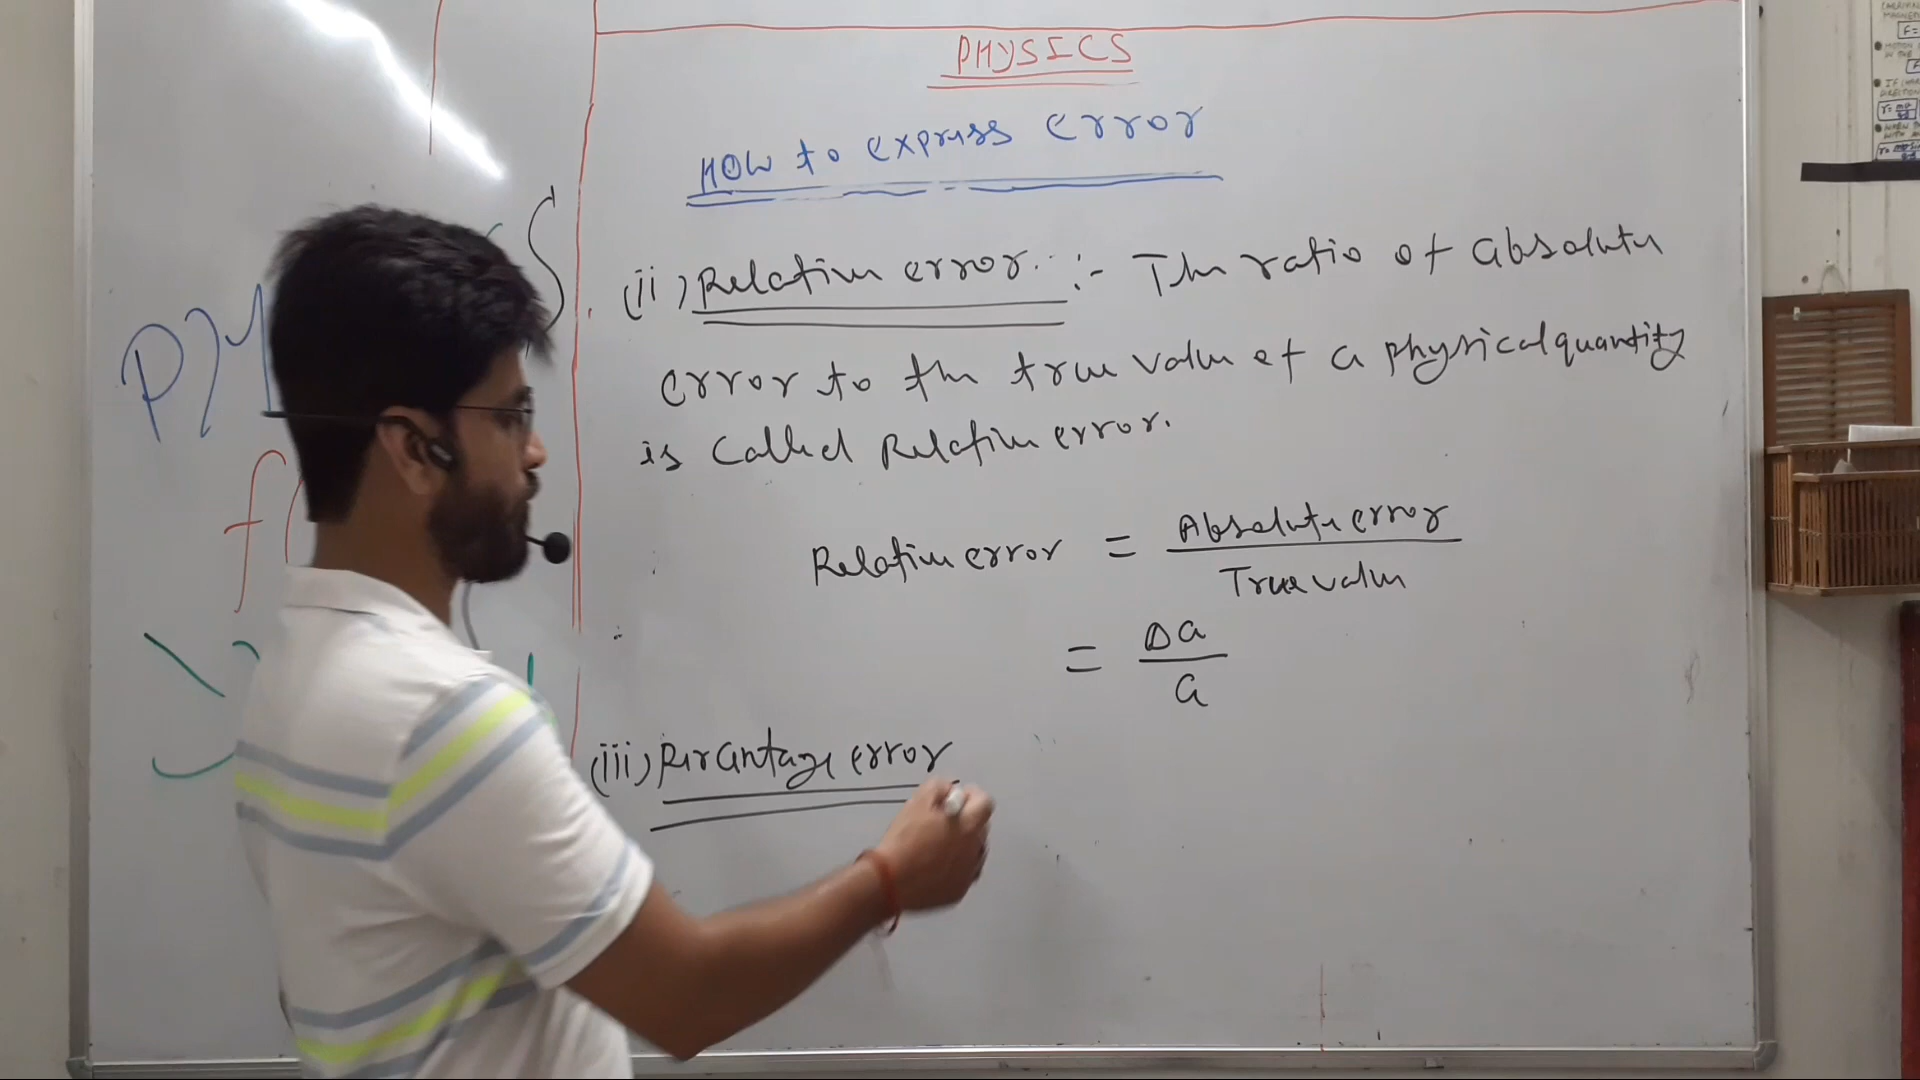 PHYSICS
How to express error
(ii) Relative error :- The ratio of absolute
error to the true value of a physical quantity
is called Relative error.
Relative error = Absolute error / True value
= Δa / a
(iii) Percentage error